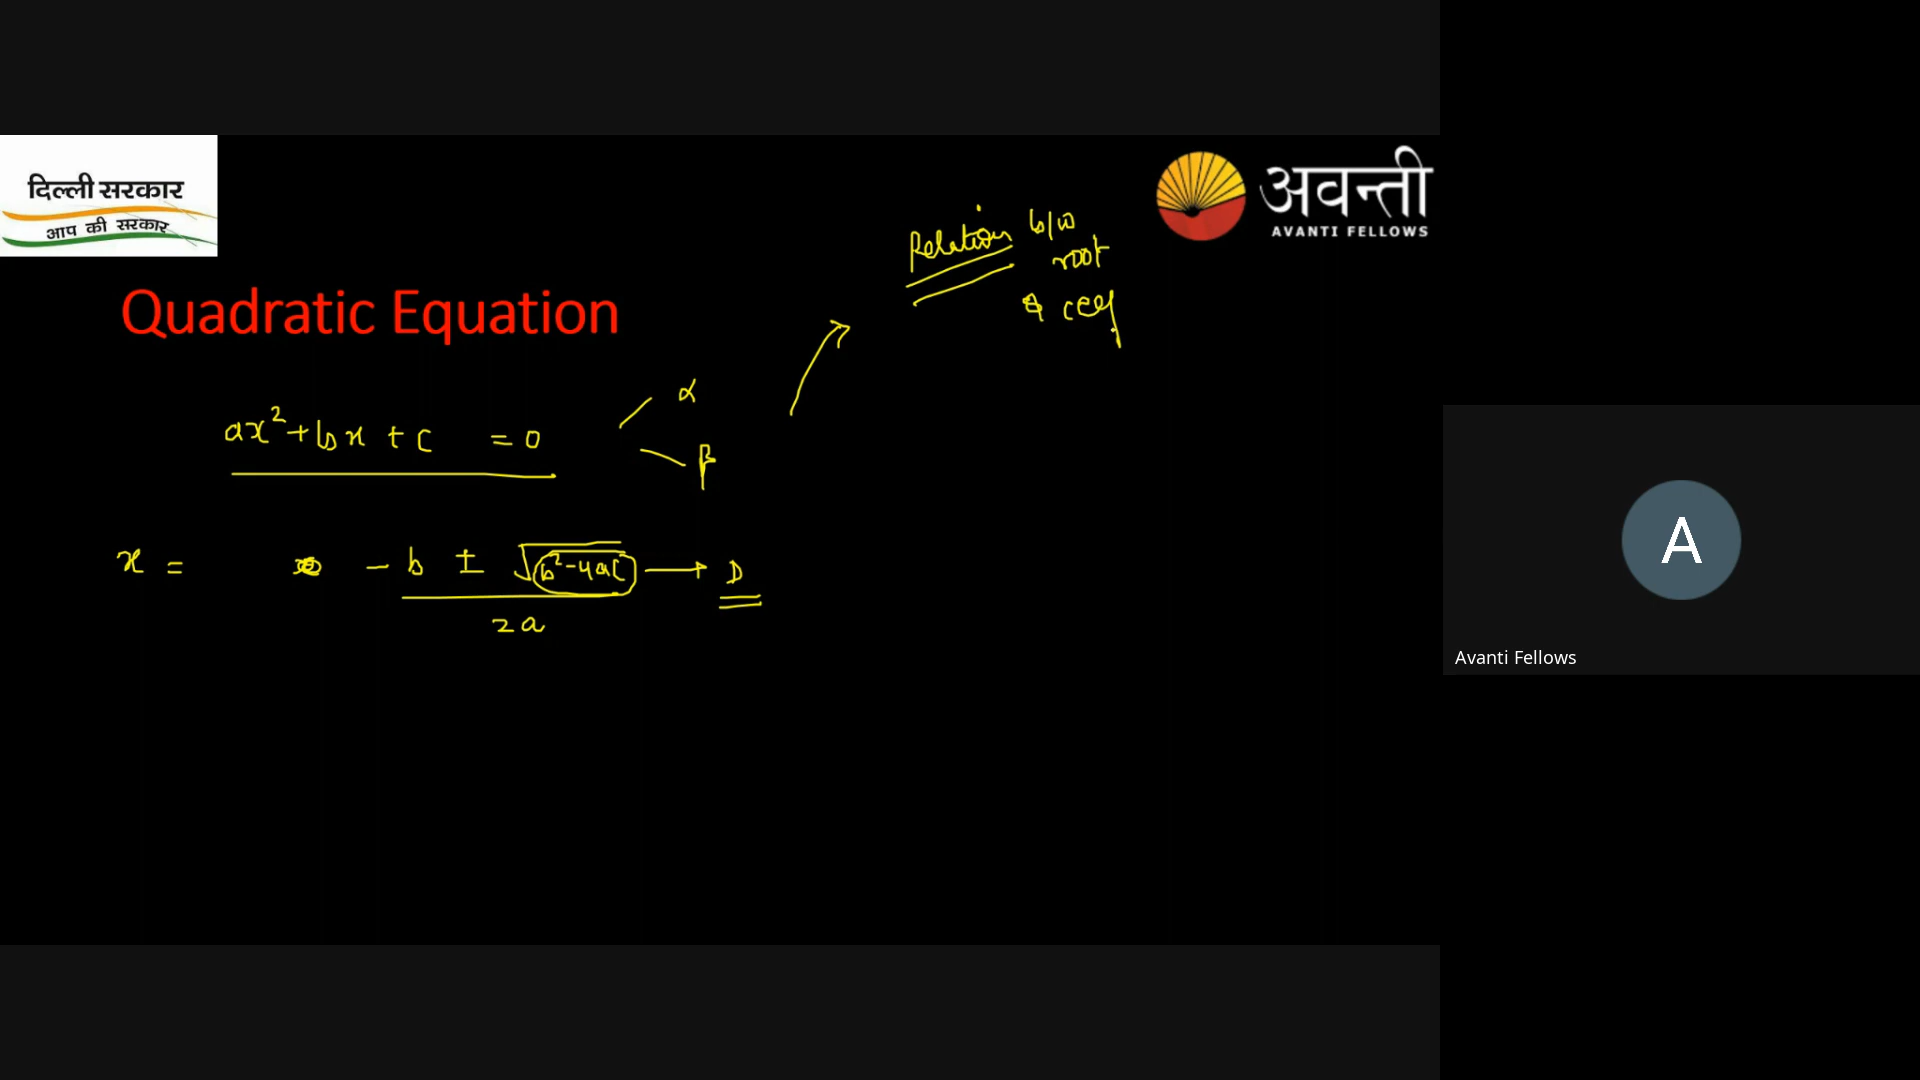 दिल्ली सरकार
आप की सरकार
अवन्ती
AVANTI FELLOWS
Relation b/w
root
& coef
Quadratic Equation
ax²+bx+c =0
α
β
x = -b ± √b²-4ac → D
2a
A
Avanti Fellows